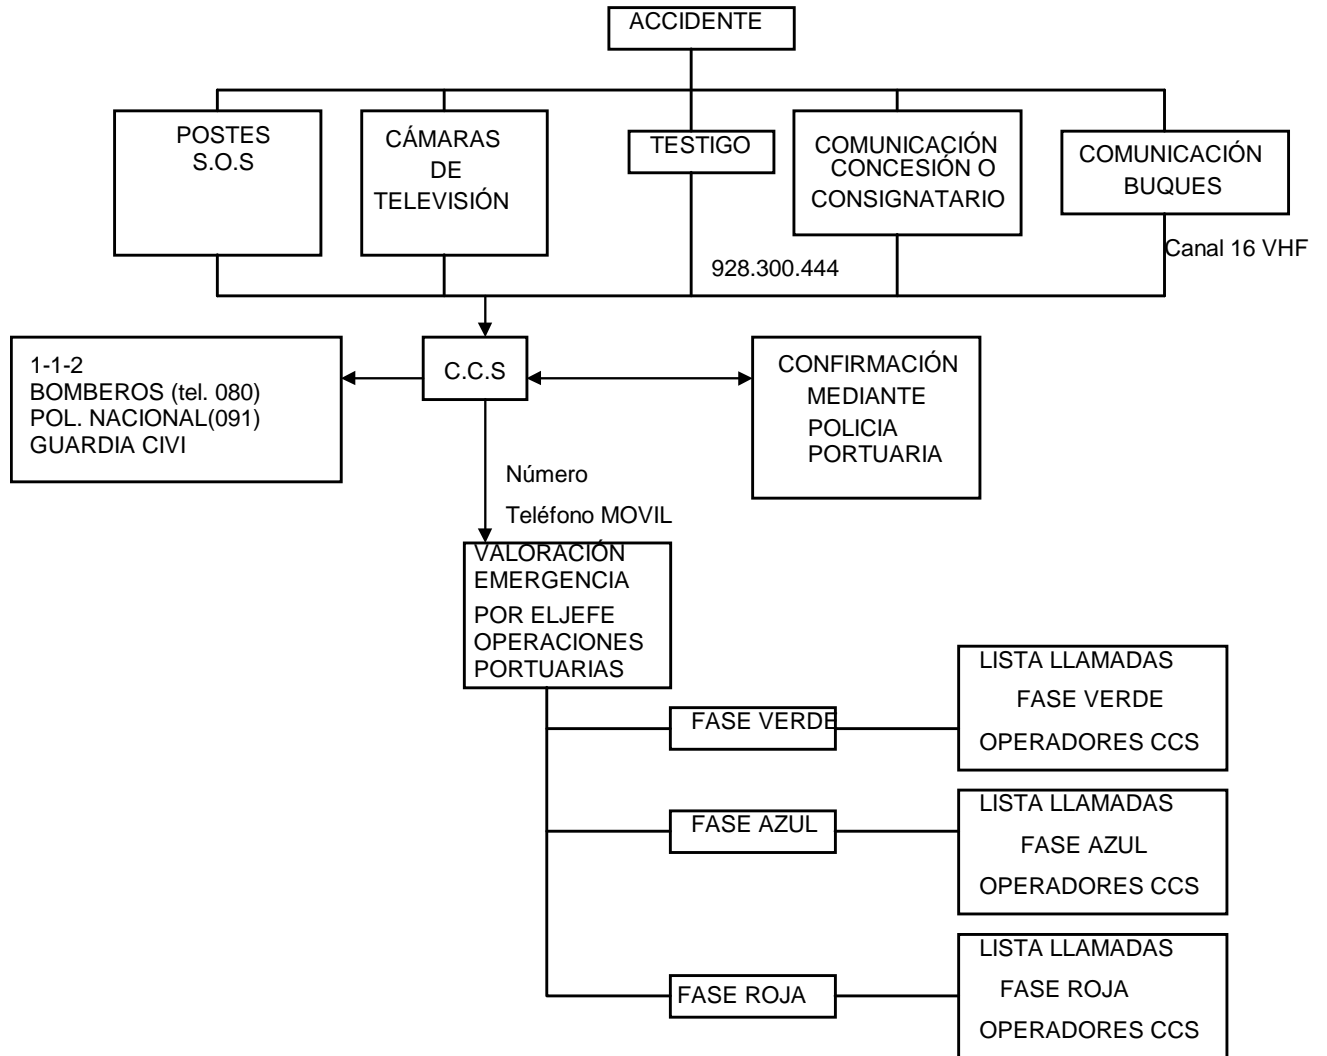 ACCIDENTE
POSTES
S.O.S
CÁMARAS
DE
TELEVISIÓN
TESTIGO
COMUNICACIÓN
CONCESIÓN O
CONSIGNATARIO
COMUNICACIÓN
BUQUES
928.300.444
Canal 16 VHF
1-1-2
BOMBEROS (tel. 080)
POL. NACIONAL(091)
GUARDIA CIVI
C.C.S
CONFIRMACIÓN
MEDIANTE
POLICIA
PORTUARIA
Número
Teléfono MOVIL
VALORACIÓN
EMERGENCIA
POR ELJEFE
OPERACIONES
PORTUARIAS
FASE VERDE
LISTA LLAMADAS
FASE VERDE
OPERADORES CCS
FASE AZUL
LISTA LLAMADAS
FASE AZUL
OPERADORES CCS
FASE ROJA
LISTA LLAMADAS
FASE ROJA
OPERADORES CCS